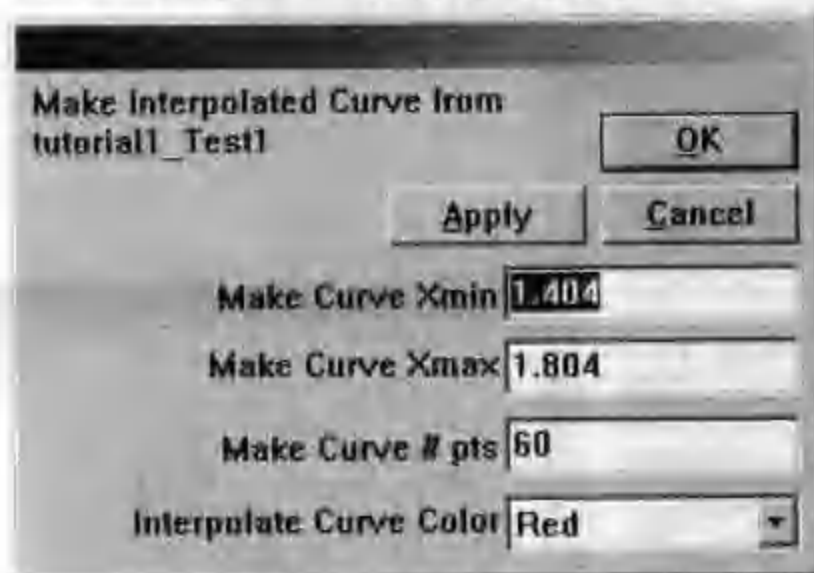 Make Interpolated Curve from
tutorial1_Test1
OK
Apply
Cancel
Make Curve Xmin 1.404
Make Curve Xmax 1.804
Make Curve # pts 60
Interpolate Curve Color Red